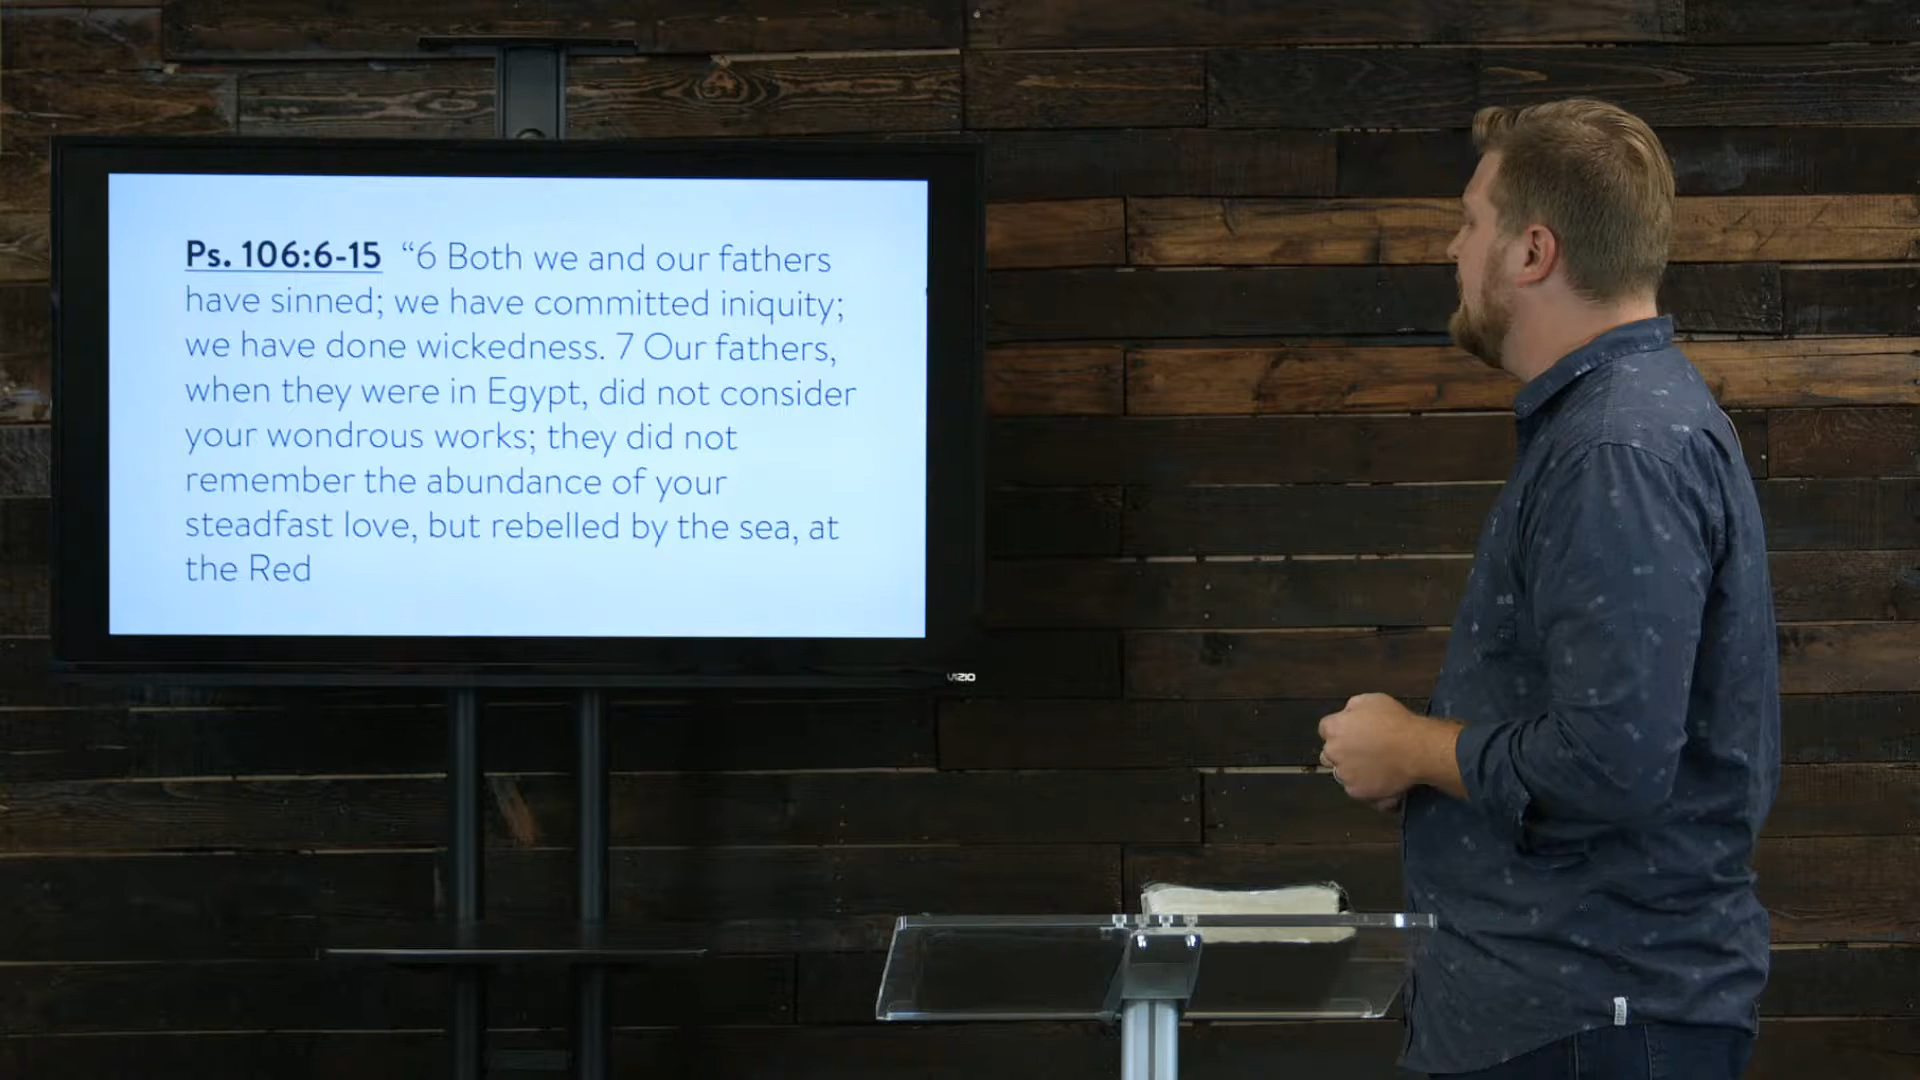 Ps. 106:6-15 “6 Both we and our fathers
have sinned; we have committed iniquity;
we have done wickedness. 7 Our fathers,
when they were in Egypt, did not consider
your wondrous works; they did not
remember the abundance of your
steadfast love, but rebelled by the sea, at
the Red
VIZIO